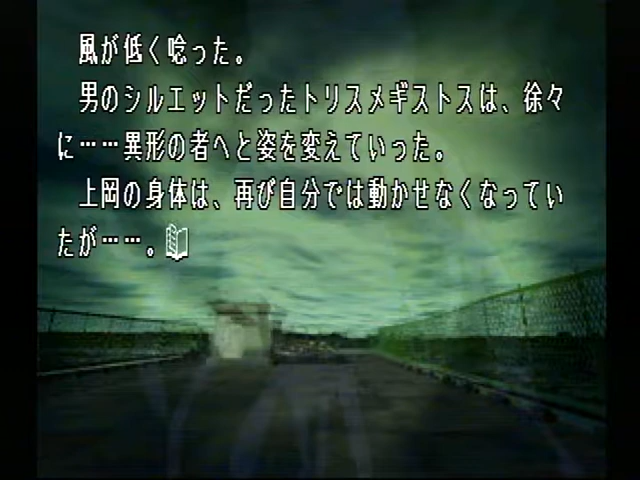 風が低く唸った。
男のシルエットだったトリスメギストスは、徐々
に……異形の者へと姿を変えていった。
上岡の身体は、再び自分では動かせなくなってい
たが……。